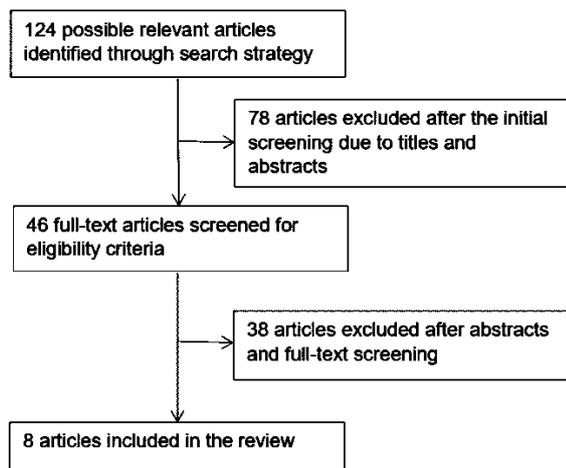 124 possible relevant articles
identified through search strategy
78 articles excluded after the initial
screening due to titles and
abstracts
46 full-text articles screened for
eligibility criteria
38 articles excluded after abstracts
and full-text screening
8 articles included in the review